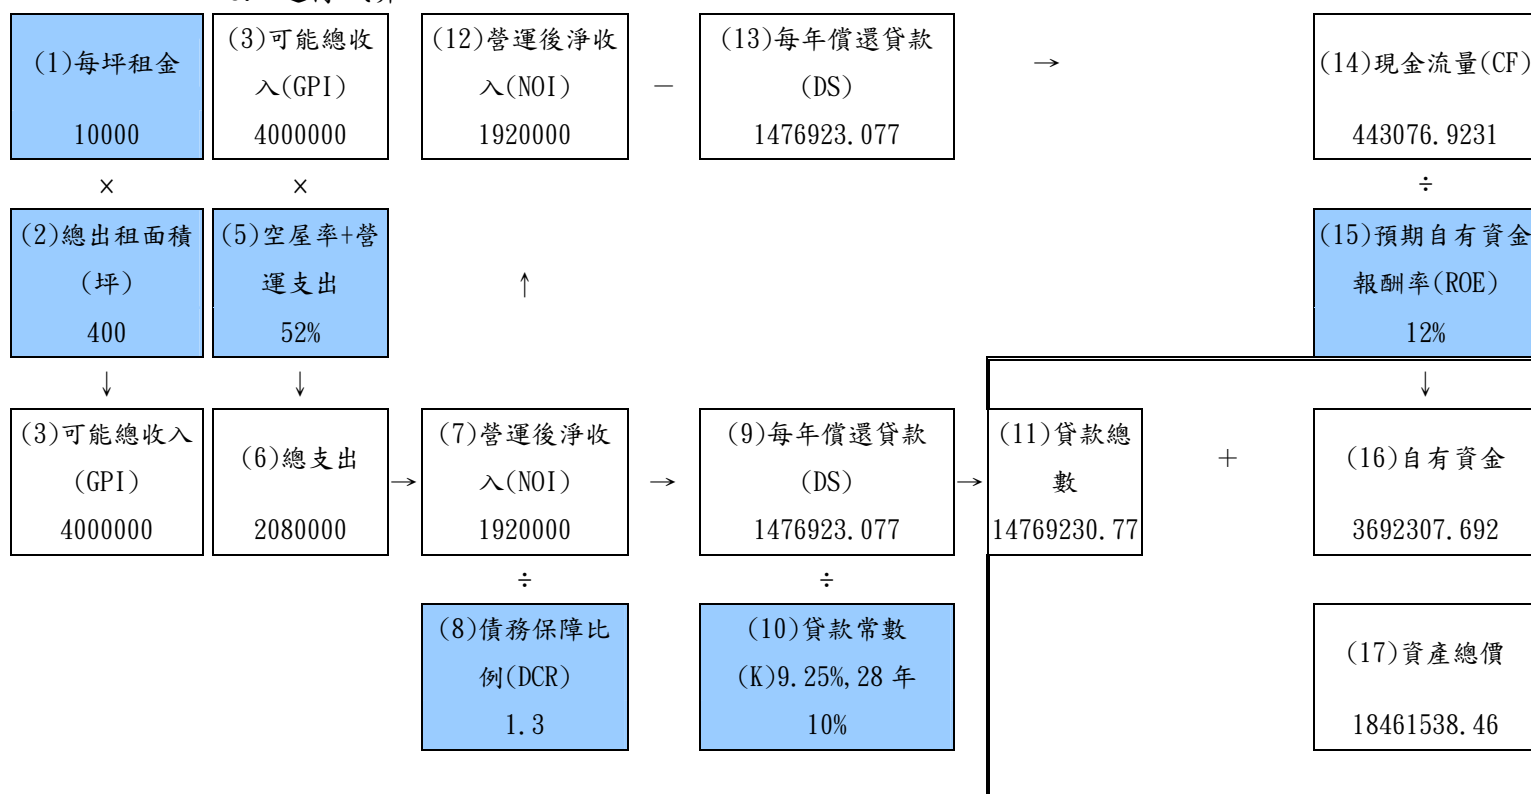 (1)每坪租金
10000
(3)可能總收
入(GPI)
4000000
(12)營運後淨收
入(NOI)
1920000
－
(13)每年償還貸款
(DS)
1476923.077
→
(14)現金流量(CF)
443076.9231
×
×
÷
(2)總出租面積
(坪)
400
(5)空屋率+營
運支出
52%
↑
(15)預期自有資金
報酬率(ROE)
12%
↓
↓
↓
(3)可能總收入
(GPI)
4000000
(6)總支出
2080000
→
(7)營運後淨收
入(NOI)
1920000
→
(9)每年償還貸款
(DS)
1476923.077
→
(11)貸款總
數
14769230.77
+
(16)自有資金
3692307.692
÷
÷
(8)債務保障比
例(DCR)
1.3
(10)貸款常數
(K)9.25%,28 年
10%
(17)資產總價
18461538.46